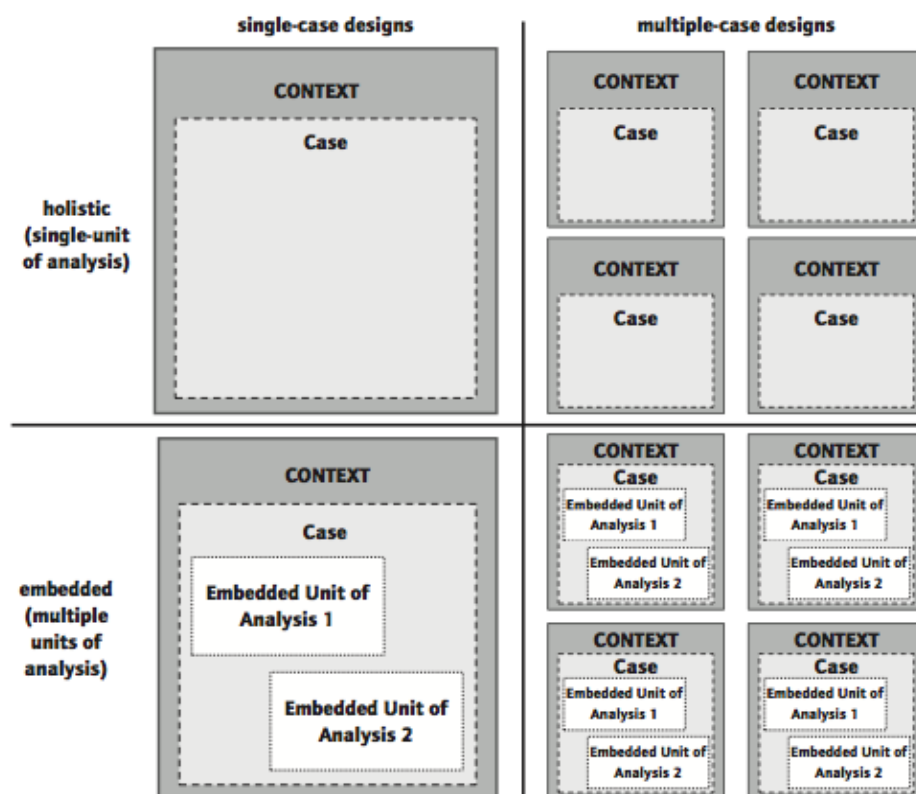 single-case designs
multiple-case designs
holistic
(single-unit
of analysis)
CONTEXT
Case
CONTEXT
Case
CONTEXT
Case
CONTEXT
Case
CONTEXT
Case
embedded
(multiple
units of
analysis)
CONTEXT
Case
Embedded Unit of
Analysis 1
Embedded Unit of
Analysis 2
CONTEXT
Case
Embedded Unit of
Analysis 1
Embedded Unit of
Analysis 2
CONTEXT
Case
Embedded Unit of
Analysis 1
Embedded Unit of
Analysis 2
CONTEXT
Case
Embedded Unit of
Analysis 1
Embedded Unit of
Analysis 2
CONTEXT
Case
Embedded Unit of
Analysis 1
Embedded Unit of
Analysis 2